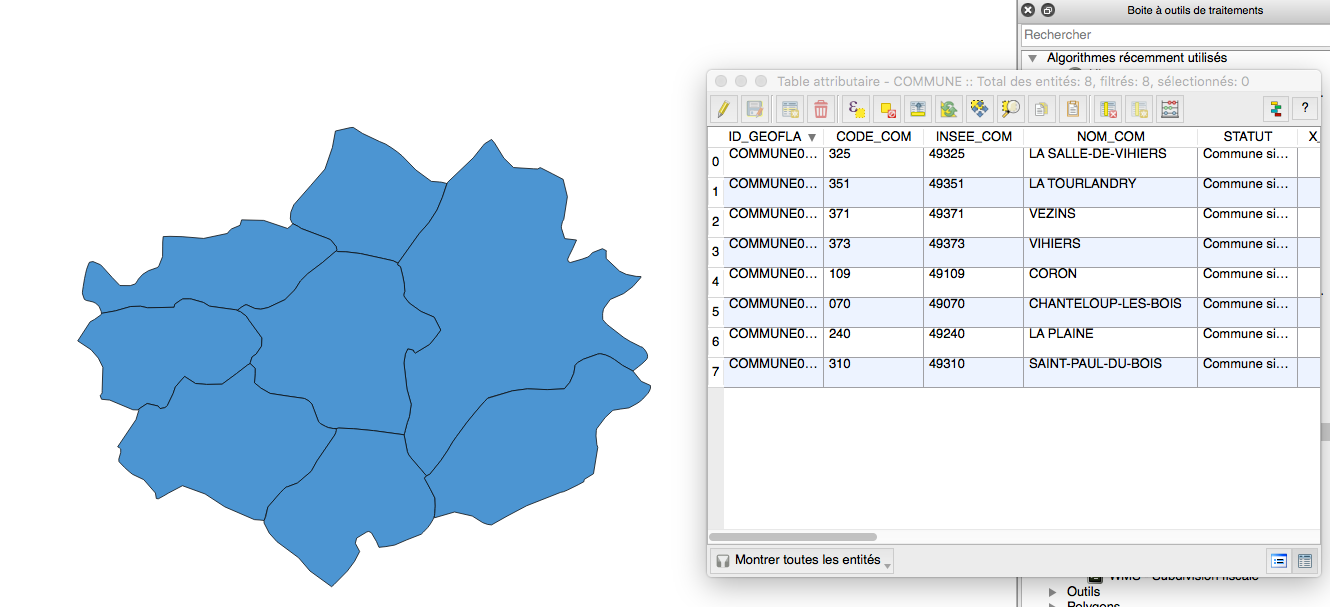 Boite à outils de traitements
Rechercher
Algorithmes récemment utilisés
Table attributaire - COMMUNE :: Total des entités: 8, filtrés: 8, sélectionnés: 0
ε
?
ID_GEOFLA CODE_COM INSEE_COM NOM_COM STATUT X_
0 COMMUNE0… 325 49325 LA SALLE-DE-VIHIERS Commune si…
1 COMMUNE0… 351 49351 LA TOURLANDRY Commune si…
2 COMMUNE0… 371 49371 VEZINS Commune si…
3 COMMUNE0… 373 49373 VIHIERS Commune si…
4 COMMUNE0… 109 49109 CORON Commune si…
5 COMMUNE0… 070 49070 CHANTELOUP-LES-BOIS Commune si…
6 COMMUNE0… 240 49240 LA PLAINE Commune si…
7 COMMUNE0… 310 49310 SAINT-PAUL-DU-BOIS Commune si…
Montrer toutes les entités
WMS - Subdivision fiscale
Outils
Polygones